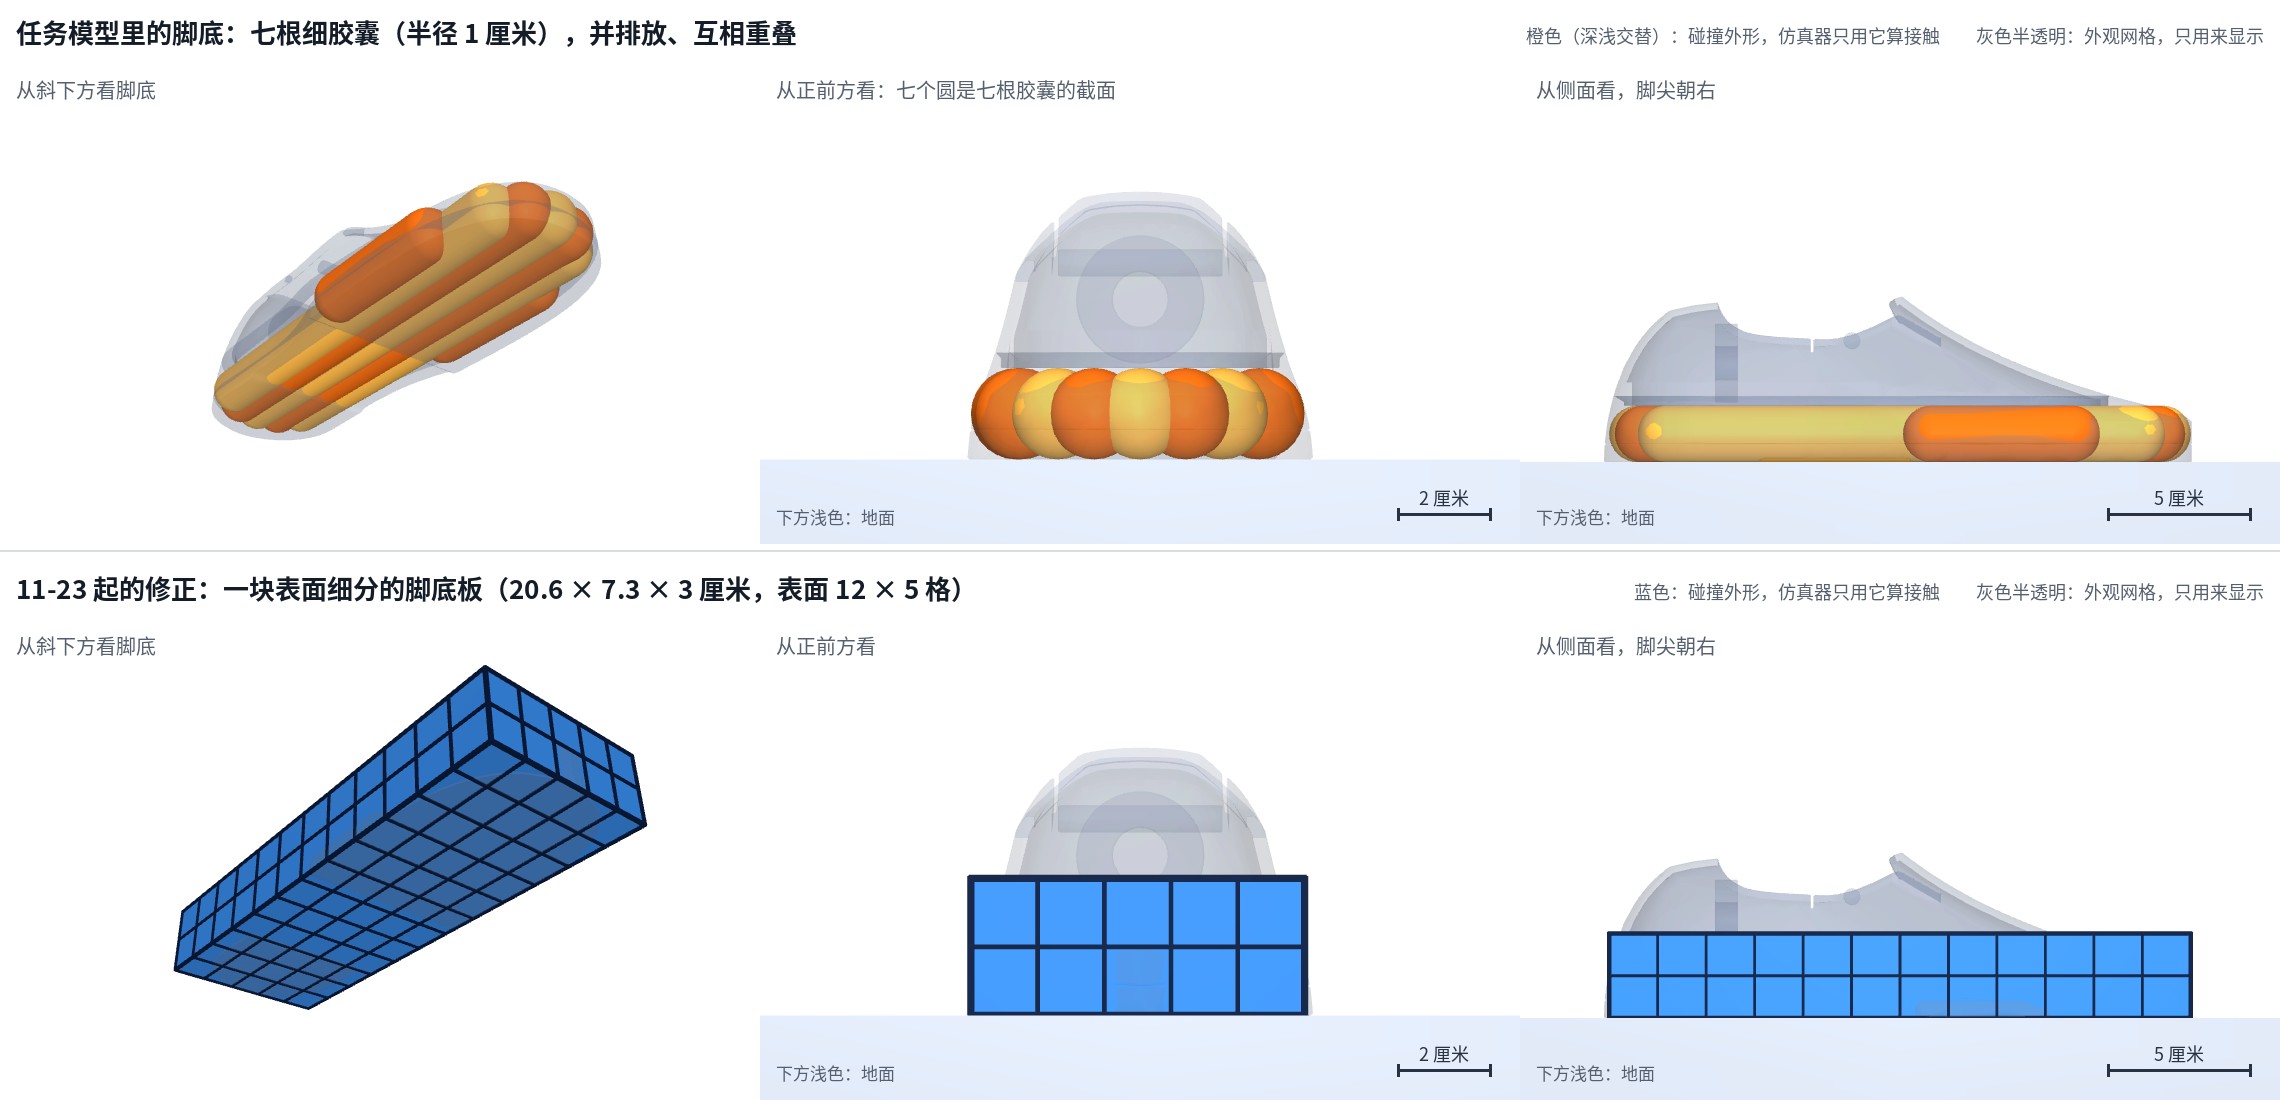 任务模型里的脚底：七根细胶囊（半径 1 厘米），并排放、互相重叠
橙色（深浅交替）：碰撞外形，仿真器只用它算接触
灰色半透明：外观网格，只用来显示
从斜下方看脚底
从正前方看：七个圆是七根胶囊的截面
从侧面看，脚尖朝右
2 厘米
5 厘米
下方浅色：地面
下方浅色：地面
11-23 起的修正：一块表面细分的脚底板（20.6 × 7.3 × 3 厘米，表面 12 × 5 格）
蓝色：碰撞外形，仿真器只用它算接触
灰色半透明：外观网格，只用来显示
从斜下方看脚底
从正前方看
从侧面看，脚尖朝右
2 厘米
5 厘米
下方浅色：地面
下方浅色：地面